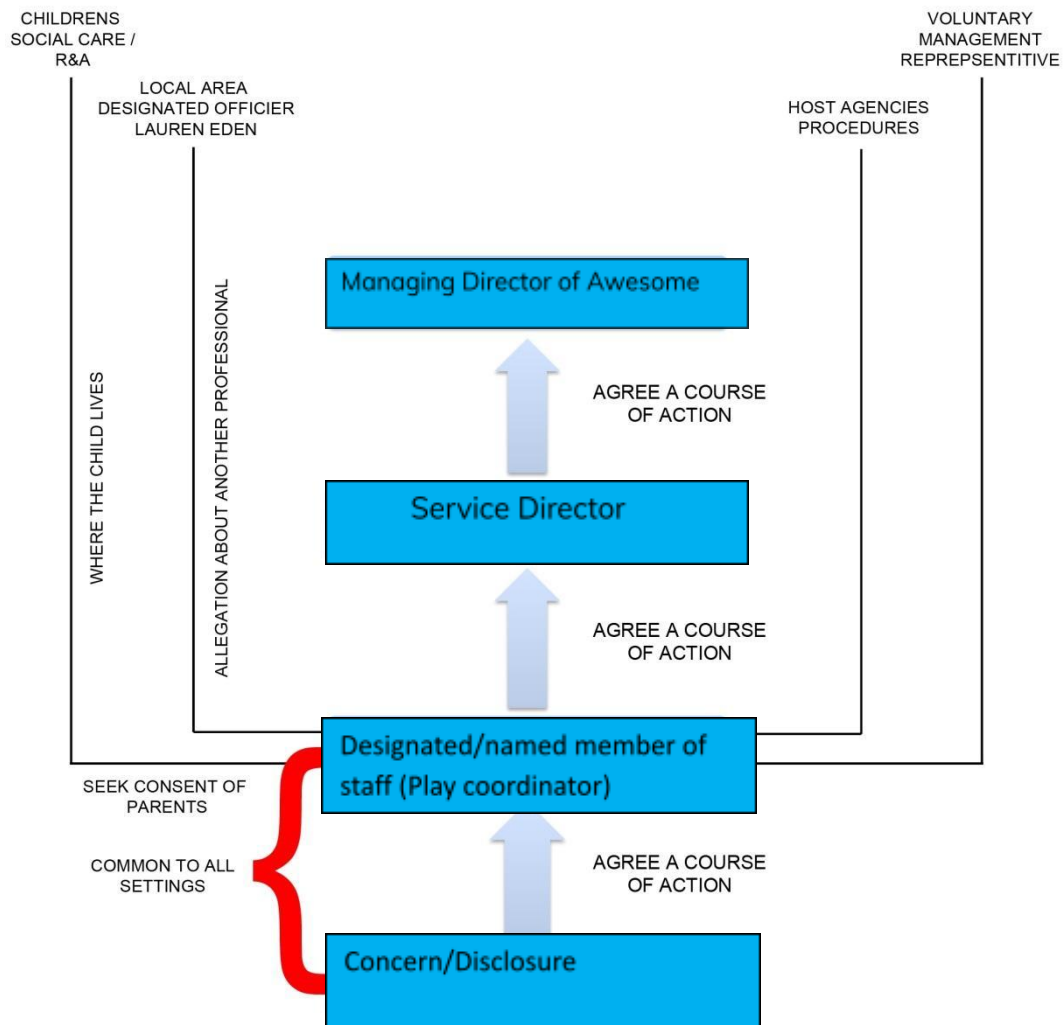 CHILDRENS
SOCIAL CARE /
R&A
VOLUNTARY
MANAGEMENT
REPREPSENTITIVE
LOCAL AREA
DESIGNATED OFFICIER
LAUREN EDEN
HOST AGENCIES
PROCEDURES
Managing Director of Awesome
WHERE THE CHILD LIVES
ALLEGATION ABOUT ANOTHER PROFESSIONAL
AGREE A COURSE
OF ACTION
Service Director
AGREE A COURSE
OF ACTION
Designated/named member of
staff (Play coordinator)
SEEK CONSENT OF
PARENTS
COMMON TO ALL
SETTINGS
AGREE A COURSE
OF ACTION
Concern/Disclosure